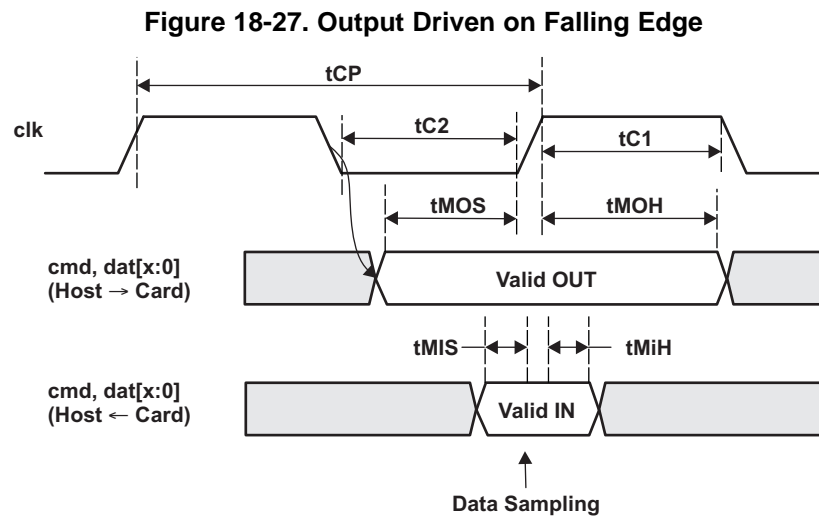 Figure 18-27. Output Driven on Falling Edge
tCP
clk
tC2
tC1
tMOS
tMOH
cmd, dat[x:0]
(Host → Card)
Valid OUT
tMIS
tMiH
cmd, dat[x:0]
(Host ← Card)
Valid IN
Data Sampling